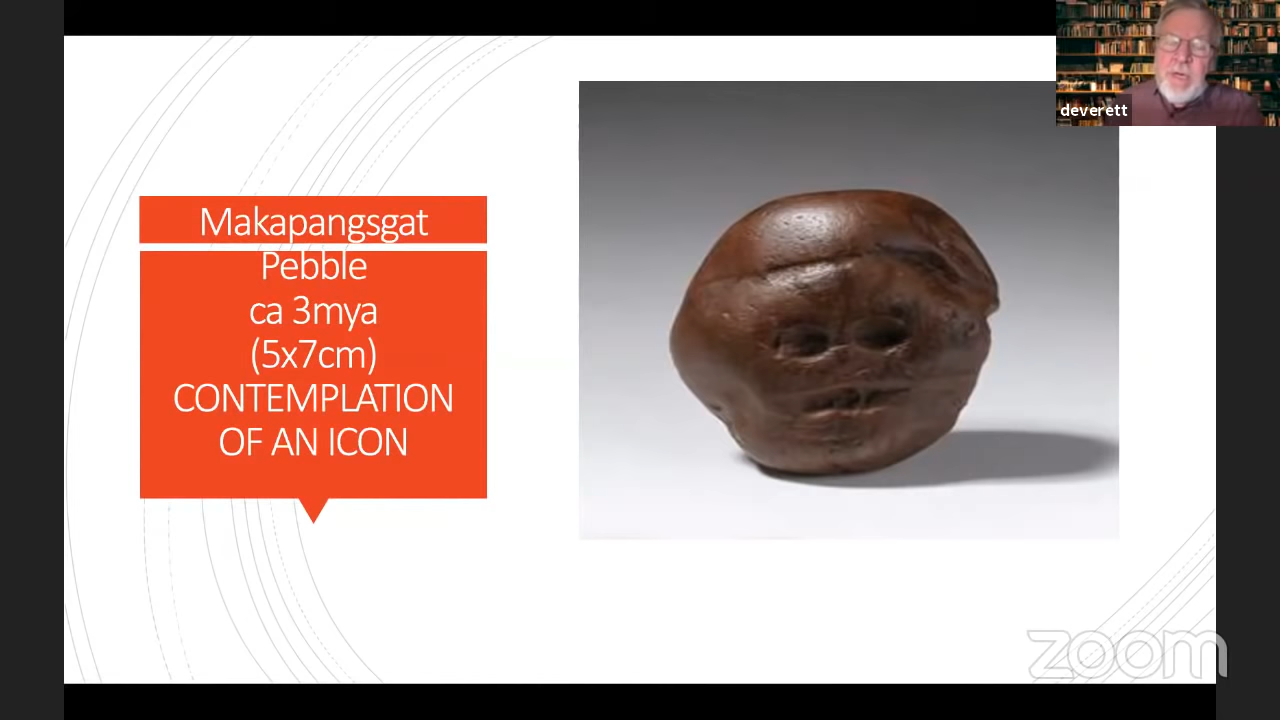 deverett
Makapangsgat
Pebble
ca 3mya
(5x7cm)
CONTEMPLATION
OF AN ICON
zoom